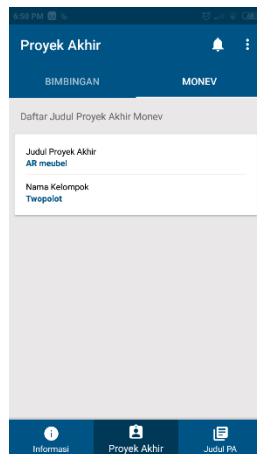 6:50 PM
Proyek Akhir
BIMBINGAN
MONEV
Daftar Judul Proyek Akhir Monev
Judul Proyek Akhir
AR meubel
Nama Kelompok
Twopolot
Informasi
Proyek Akhir
Judul PA